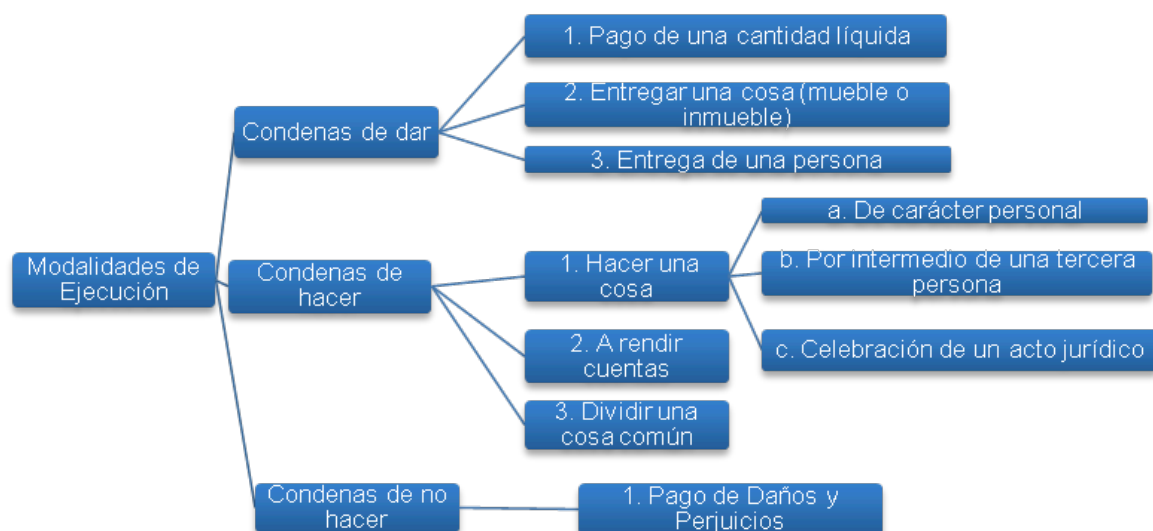 1. Pago de una cantidad líquida
Condenas de dar
2. Entregar una cosa (mueble o
inmueble)
3. Entrega de una persona
Modalidades de
Ejecución
Condenas de
hacer
1. Hacer una
cosa
a. De carácter personal
b. Por intermedio de una tercera
persona
c. Celebración de un acto jurídico
2. A rendir
cuentas
3. Dividir una
cosa común
Condenas de no
hacer
1. Pago de Daños y
Perjuicios